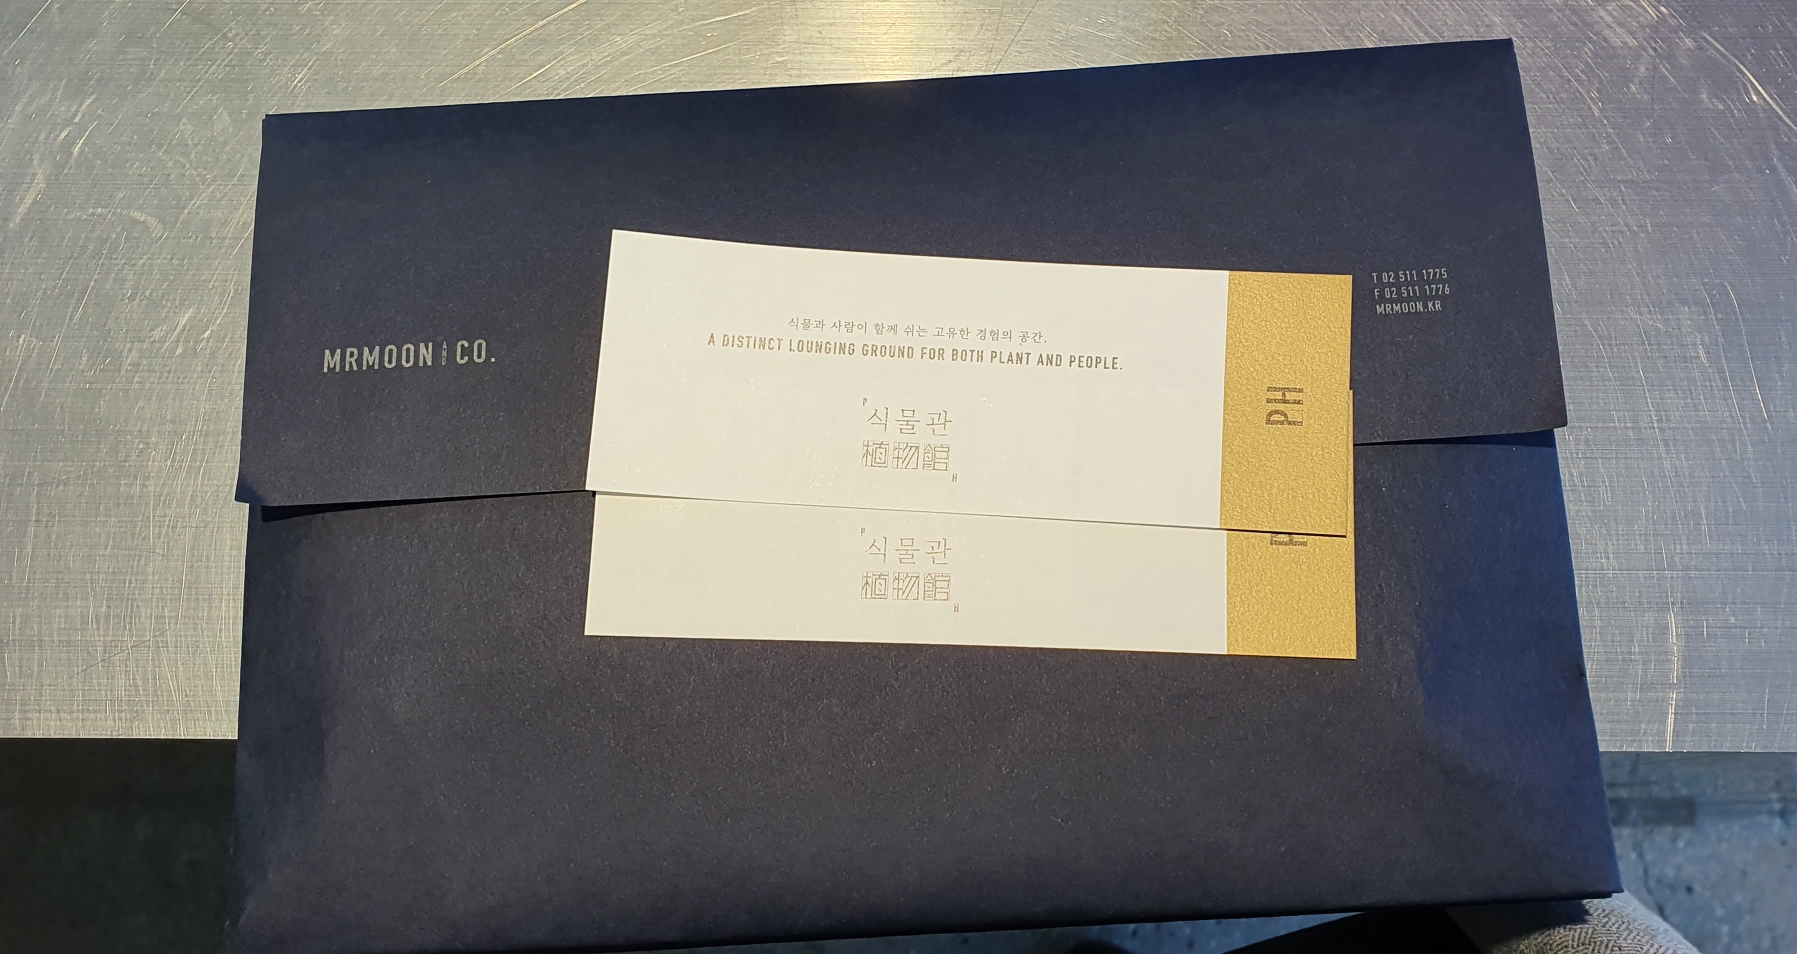 MRMOON AND CO.
T 02 511 1775
F 02 511 1776
MRMOON.KR
식물과 사람이 함께 쉬는 고유한 경험의 공간.
A DISTINCT LOUNGING GROUND FOR BOTH PLANT AND PEOPLE.
P
식물관
植物館
H
PH
P
식물관
植物館
H